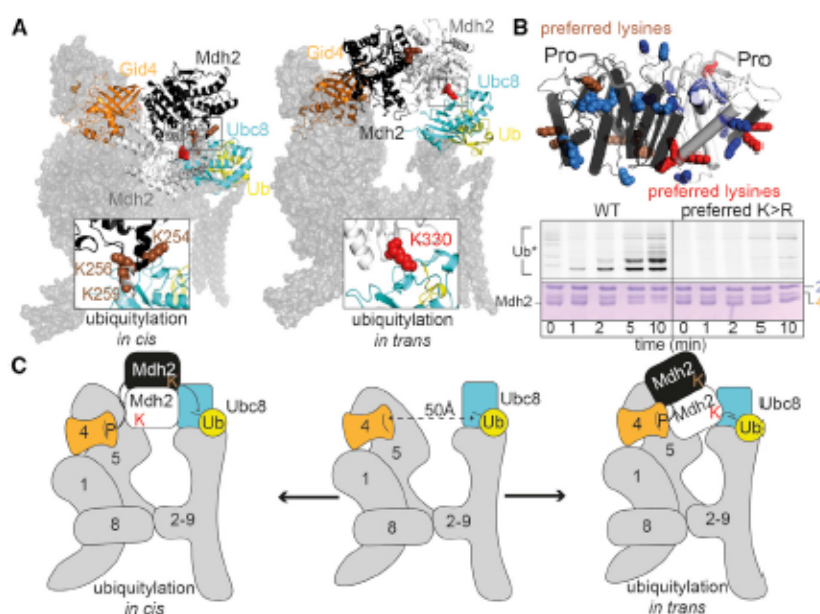 A
Gid4
Mdh2
Ubc8
Ub
Mdh2
K254
K256
K259
ubiquitylation
in cis
Gid4
Mdh2
Ubc8
Ub
Mdh2
K330
ubiquitylation
in trans
B
preferred lysines
Pro
Pro
preferred lysines
WT
preferred K>R
Ub*
Mdh2
0 1 2 5 10 0 1 2 5 10
time (min)
C
Mdh2
K
Mdh2
K
Ubc8
Ub
4
P
5
1
8
2-9
ubiquitylation
in cis
4
50Å
Ubc8
Ub
5
1
8
2-9
Mdh2
K
Mdh2
K
Ubc8
Ub
4
P
5
1
8
2-9
ubiquitylation
in trans